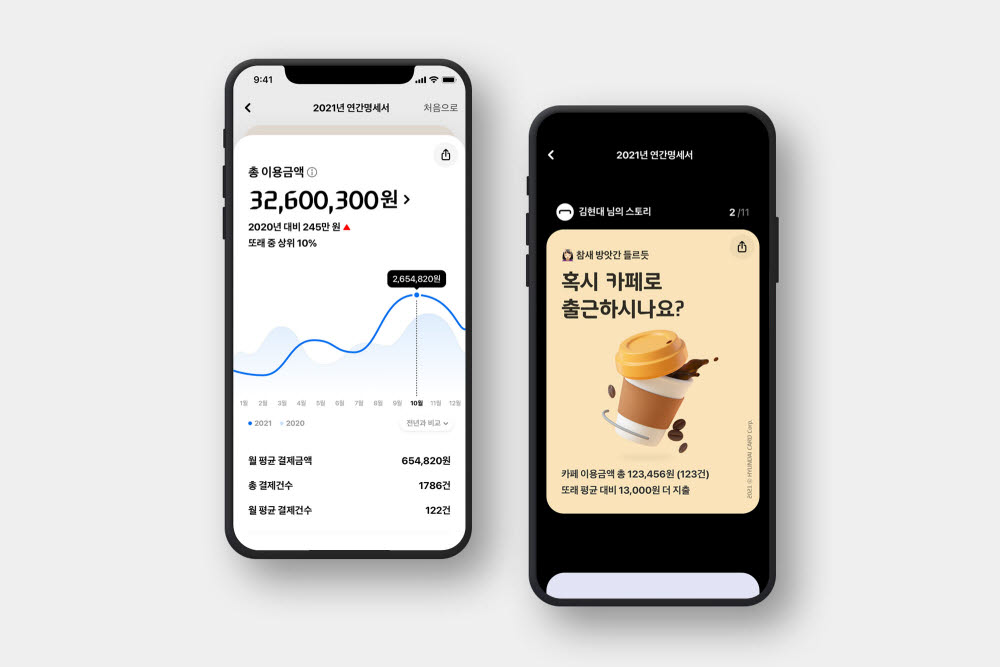 9:41
2021년 연간명세서
처음으로
총 이용금액
32,600,300원
2020년 대비 245만 원
또래 중 상위 10%
2,654,820원
1월 2월 3월 4월 5월 6월 7월 8월 9월 10월 11월 12월
2021 2020
전년과 비교
월 평균 결제금액 654,820원
총 결제건수 1786건
월 평균 결제건수 122건
2021년 연간명세서
김현대 님의 스토리
2 /11
참새 방앗간 들르듯
혹시 카페로
출근하시나요?
카페 이용금액 총 123,456원 (123건)
또래 평균 대비 13,000원 더 지출
2021 © HYUNDAI CARD Corp.